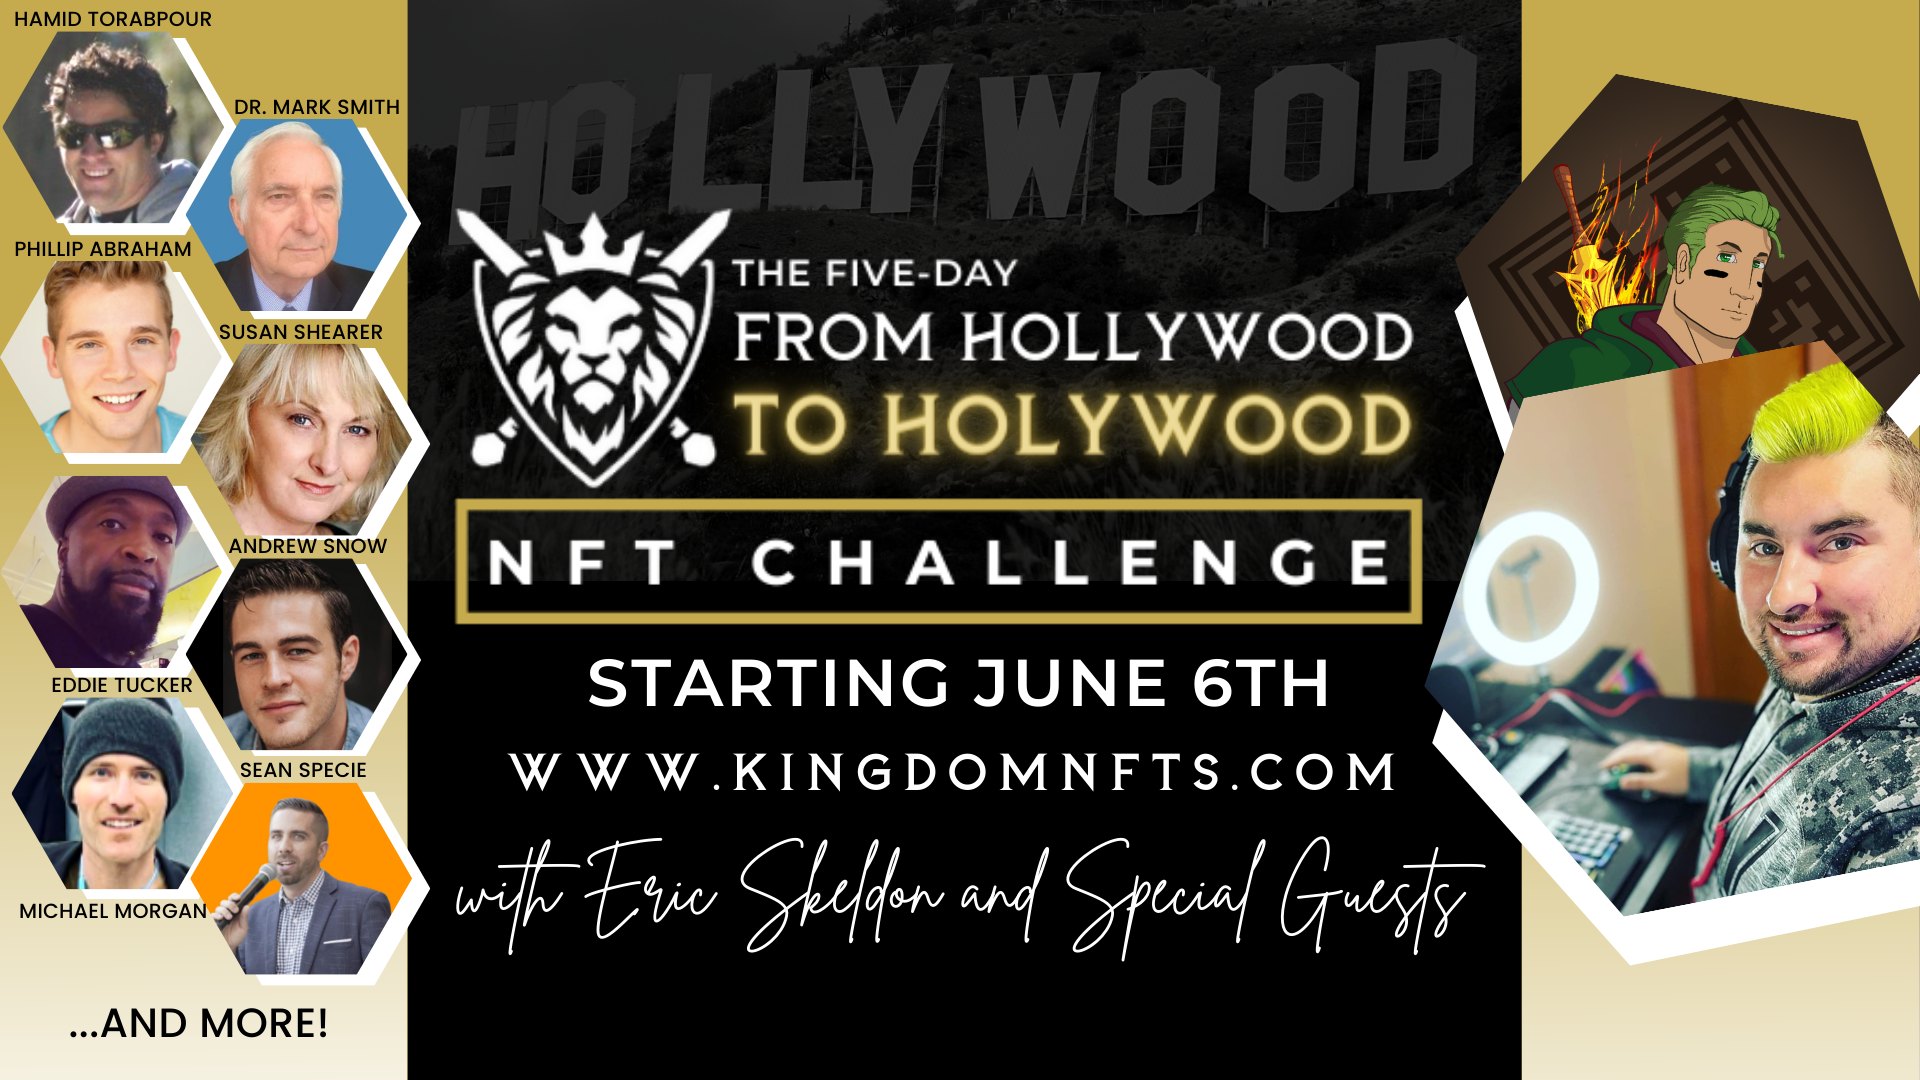 HAMID TORABPOUR
DR. MARK SMITH
PHILLIP ABRAHAM
SUSAN SHEARER
ANDREW SNOW
EDDIE TUCKER
SEAN SPECIE
MICHAEL MORGAN
...AND MORE!
HOLLYWOOD
THE FIVE-DAY
FROM HOLLYWOOD
TO HOLYWOOD
NFT CHALLENGE
STARTING JUNE 6TH
WWW.KINGDOMNFTS.COM
with Eric Skeldon and Special Guests